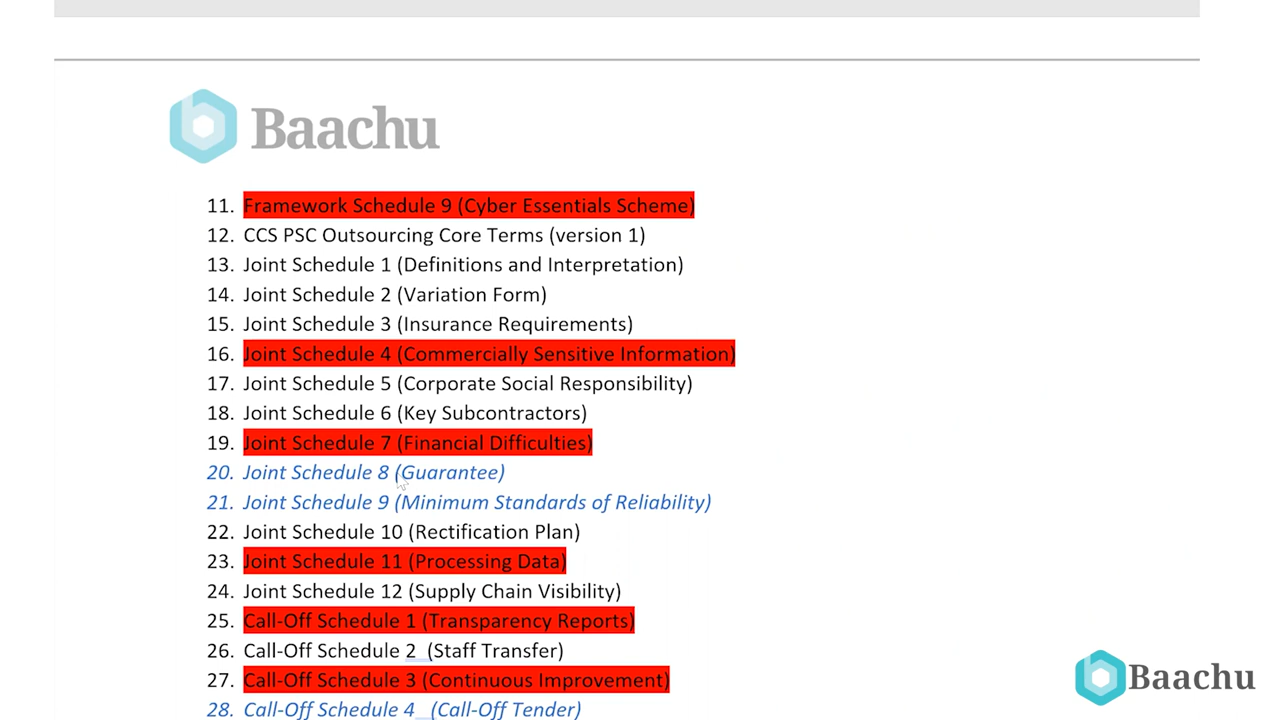 Baachu
11. Framework Schedule 9 (Cyber Essentials Scheme)
12. CCS PSC Outsourcing Core Terms (version 1)
13. Joint Schedule 1 (Definitions and Interpretation)
14. Joint Schedule 2 (Variation Form)
15. Joint Schedule 3 (Insurance Requirements)
16. Joint Schedule 4 (Commercially Sensitive Information)
17. Joint Schedule 5 (Corporate Social Responsibility)
18. Joint Schedule 6 (Key Subcontractors)
19. Joint Schedule 7 (Financial Difficulties)
20. Joint Schedule 8 (Guarantee)
21. Joint Schedule 9 (Minimum Standards of Reliability)
22. Joint Schedule 10 (Rectification Plan)
23. Joint Schedule 11 (Processing Data)
24. Joint Schedule 12 (Supply Chain Visibility)
25. Call-Off Schedule 1 (Transparency Reports)
26. Call-Off Schedule 2 (Staff Transfer)
27. Call-Off Schedule 3 (Continuous Improvement)
28. Call-Off Schedule 4 (Call-Off Tender)
Baachu